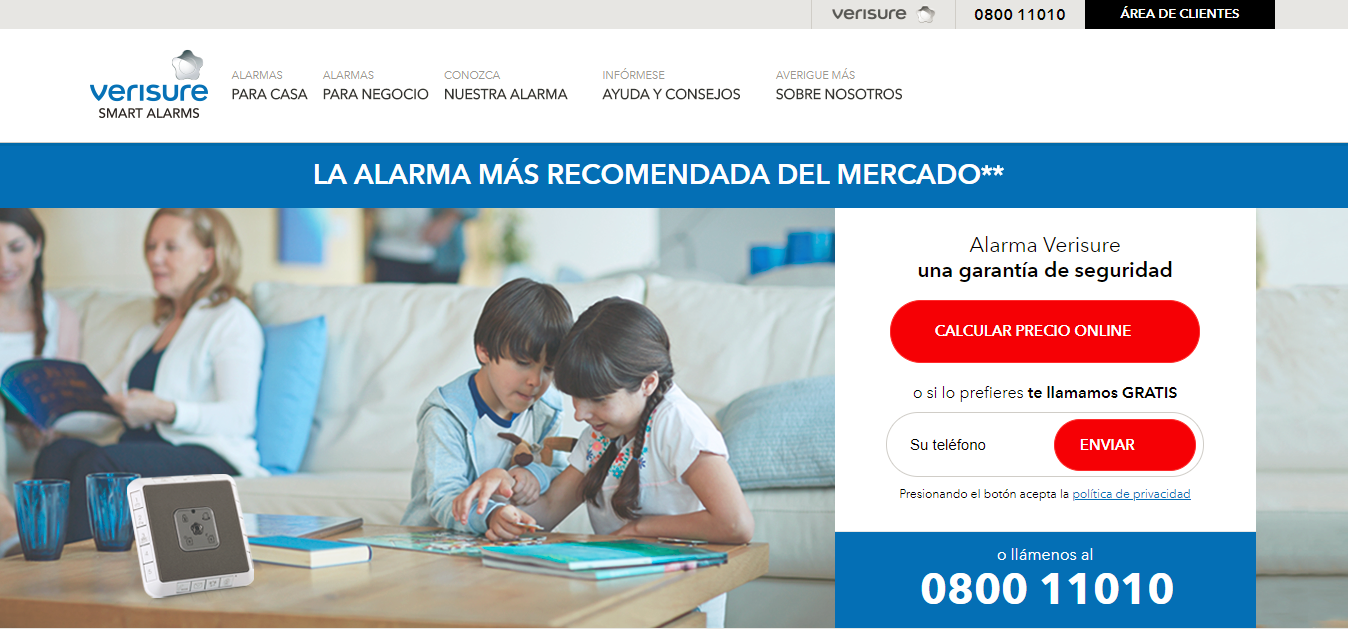 verisure
0800 11010
ÁREA DE CLIENTES
verisure
SMART ALARMS
ALARMAS
PARA CASA
ALARMAS
PARA NEGOCIO
CONOZCA
NUESTRA ALARMA
INFÓRMESE
AYUDA Y CONSEJOS
AVERIGUE MÁS
SOBRE NOSOTROS
LA ALARMA MÁS RECOMENDADA DEL MERCADO**
Alarma Verisure
una garantía de seguridad
CALCULAR PRECIO ONLINE
o si lo prefieres te llamamos GRATIS
Su teléfono
ENVIAR
Presionando el botón acepta la política de privacidad
o llámenos al
0800 11010